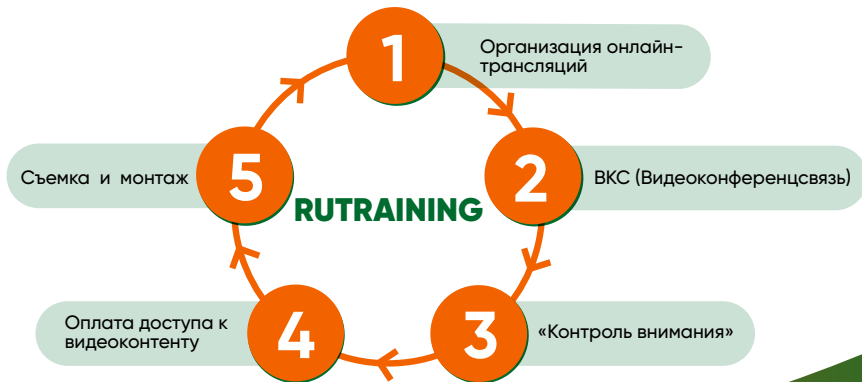 1
Организация онлайн-
трансляций
2
ВКС (Видеоконференцсвязь)
3
«Контроль внимания»
4
Оплата доступа к
видеоконтенту
5
Съемка и монтаж
RUTRAINING